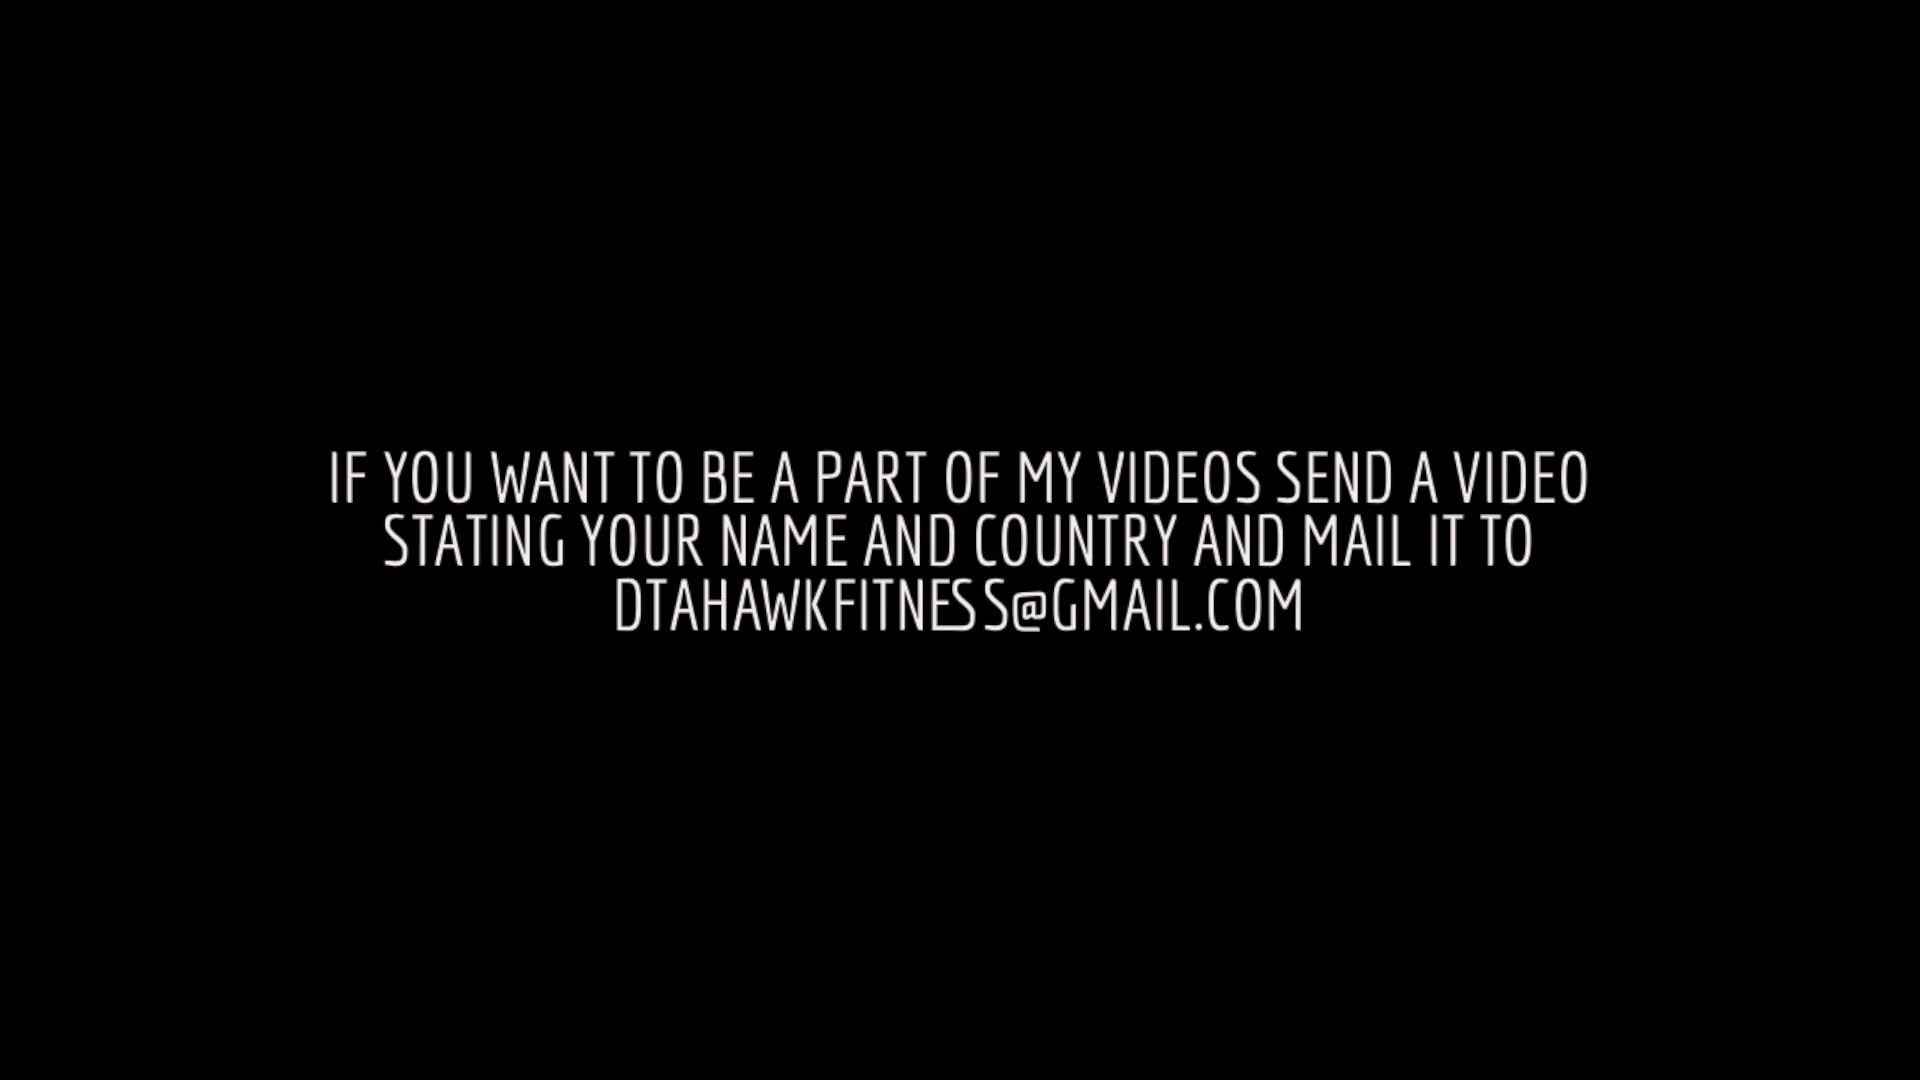 IF YOU WANT TO BE A PART OF MY VIDEOS SEND A VIDEO
STATING YOUR NAME AND COUNTRY AND MAIL IT TO
DTAHAWKFITNESS@GMAIL.COM